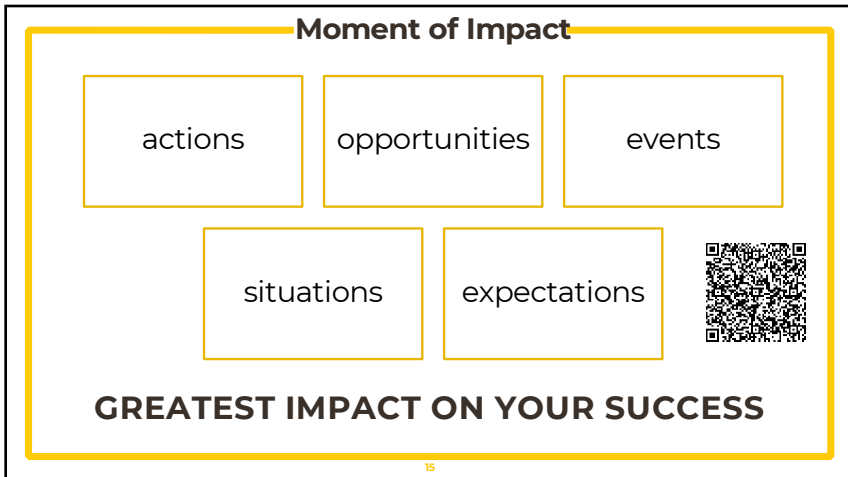 Moment of Impact
actions
opportunities
events
situations
expectations
GREATEST IMPACT ON YOUR SUCCESS
15